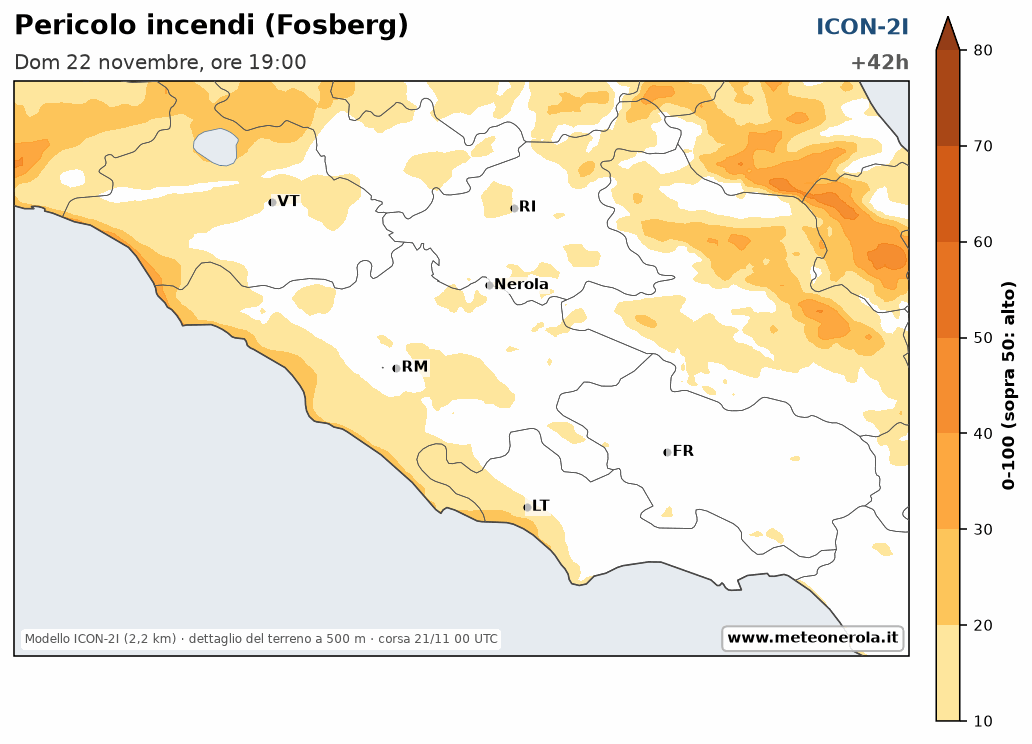 Pericolo incendi (Fosberg)
ICON-2I
Dom 22 novembre, ore 19:00
+42h
VT
RI
Nerola
RM
FR
LT
Modello ICON-2I (2,2 km) · dettaglio del terreno a 500 m · corsa 21/11 00 UTC
www.meteonerola.it
80
70
60
50
40
30
20
10
0-100 (sopra 50: alto)